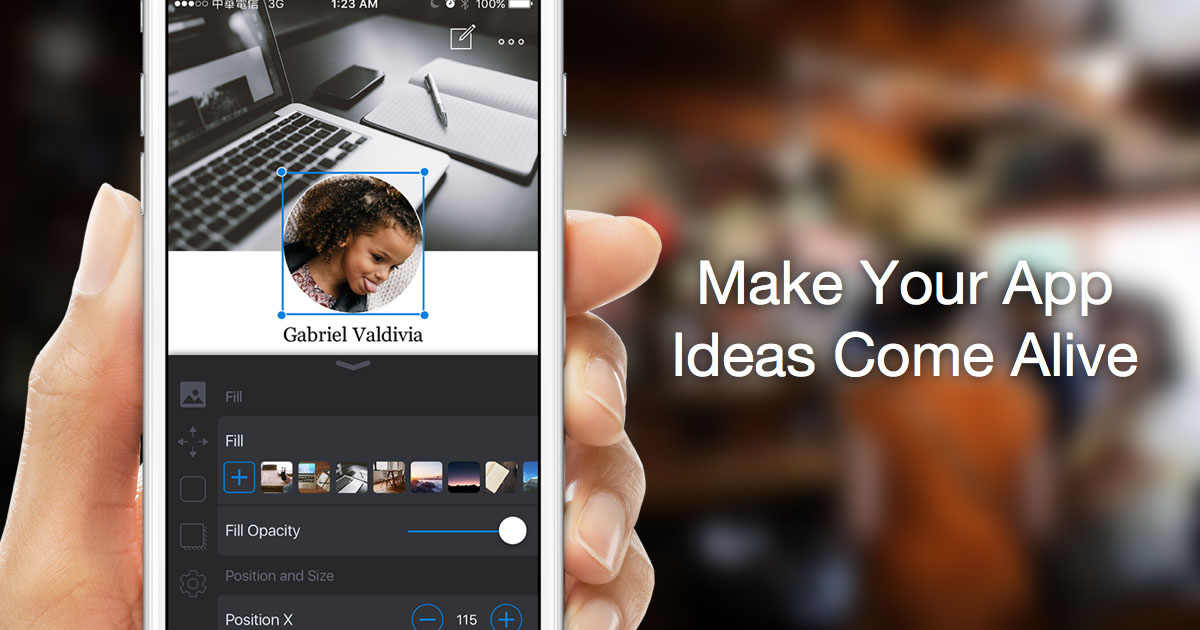 中華電信 3G 1:23 AM 100%
Gabriel Valdivia
Fill
Fill
Fill Opacity
Position and Size
Position X 115
Make Your App
Ideas Come Alive